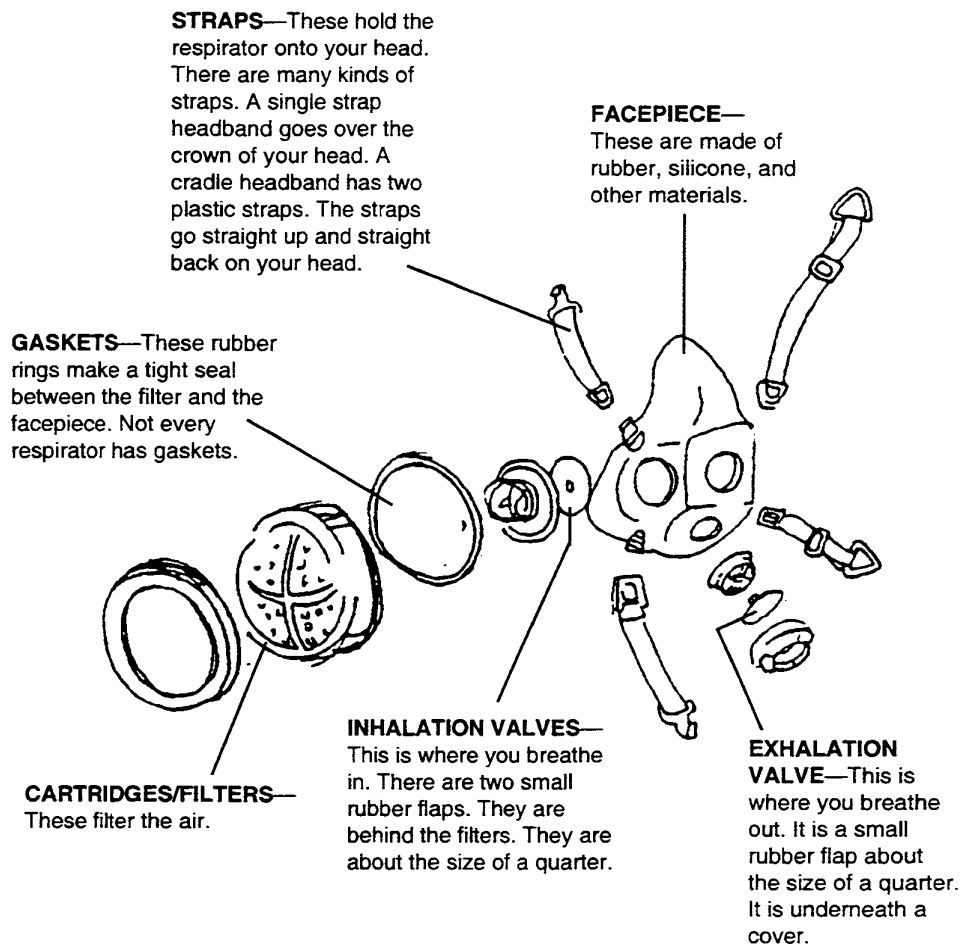 STRAPS—These hold the
respirator onto your head.
There are many kinds of
straps. A single strap
headband goes over the
crown of your head. A
cradle headband has two
plastic straps. The straps
go straight up and straight
back on your head.
FACEPIECE—
These are made of
rubber, silicone, and
other materials.
GASKETS—These rubber
rings make a tight seal
between the filter and the
facepiece. Not every
respirator has gaskets.
CARTRIDGES/FILTERS—
These filter the air.
INHALATION VALVES—
This is where you breathe
in. There are two small
rubber flaps. They are
behind the filters. They are
about the size of a quarter.
EXHALATION
VALVE—This is
where you breathe
out. It is a small
rubber flap about
the size of a quarter.
It is underneath a
cover.